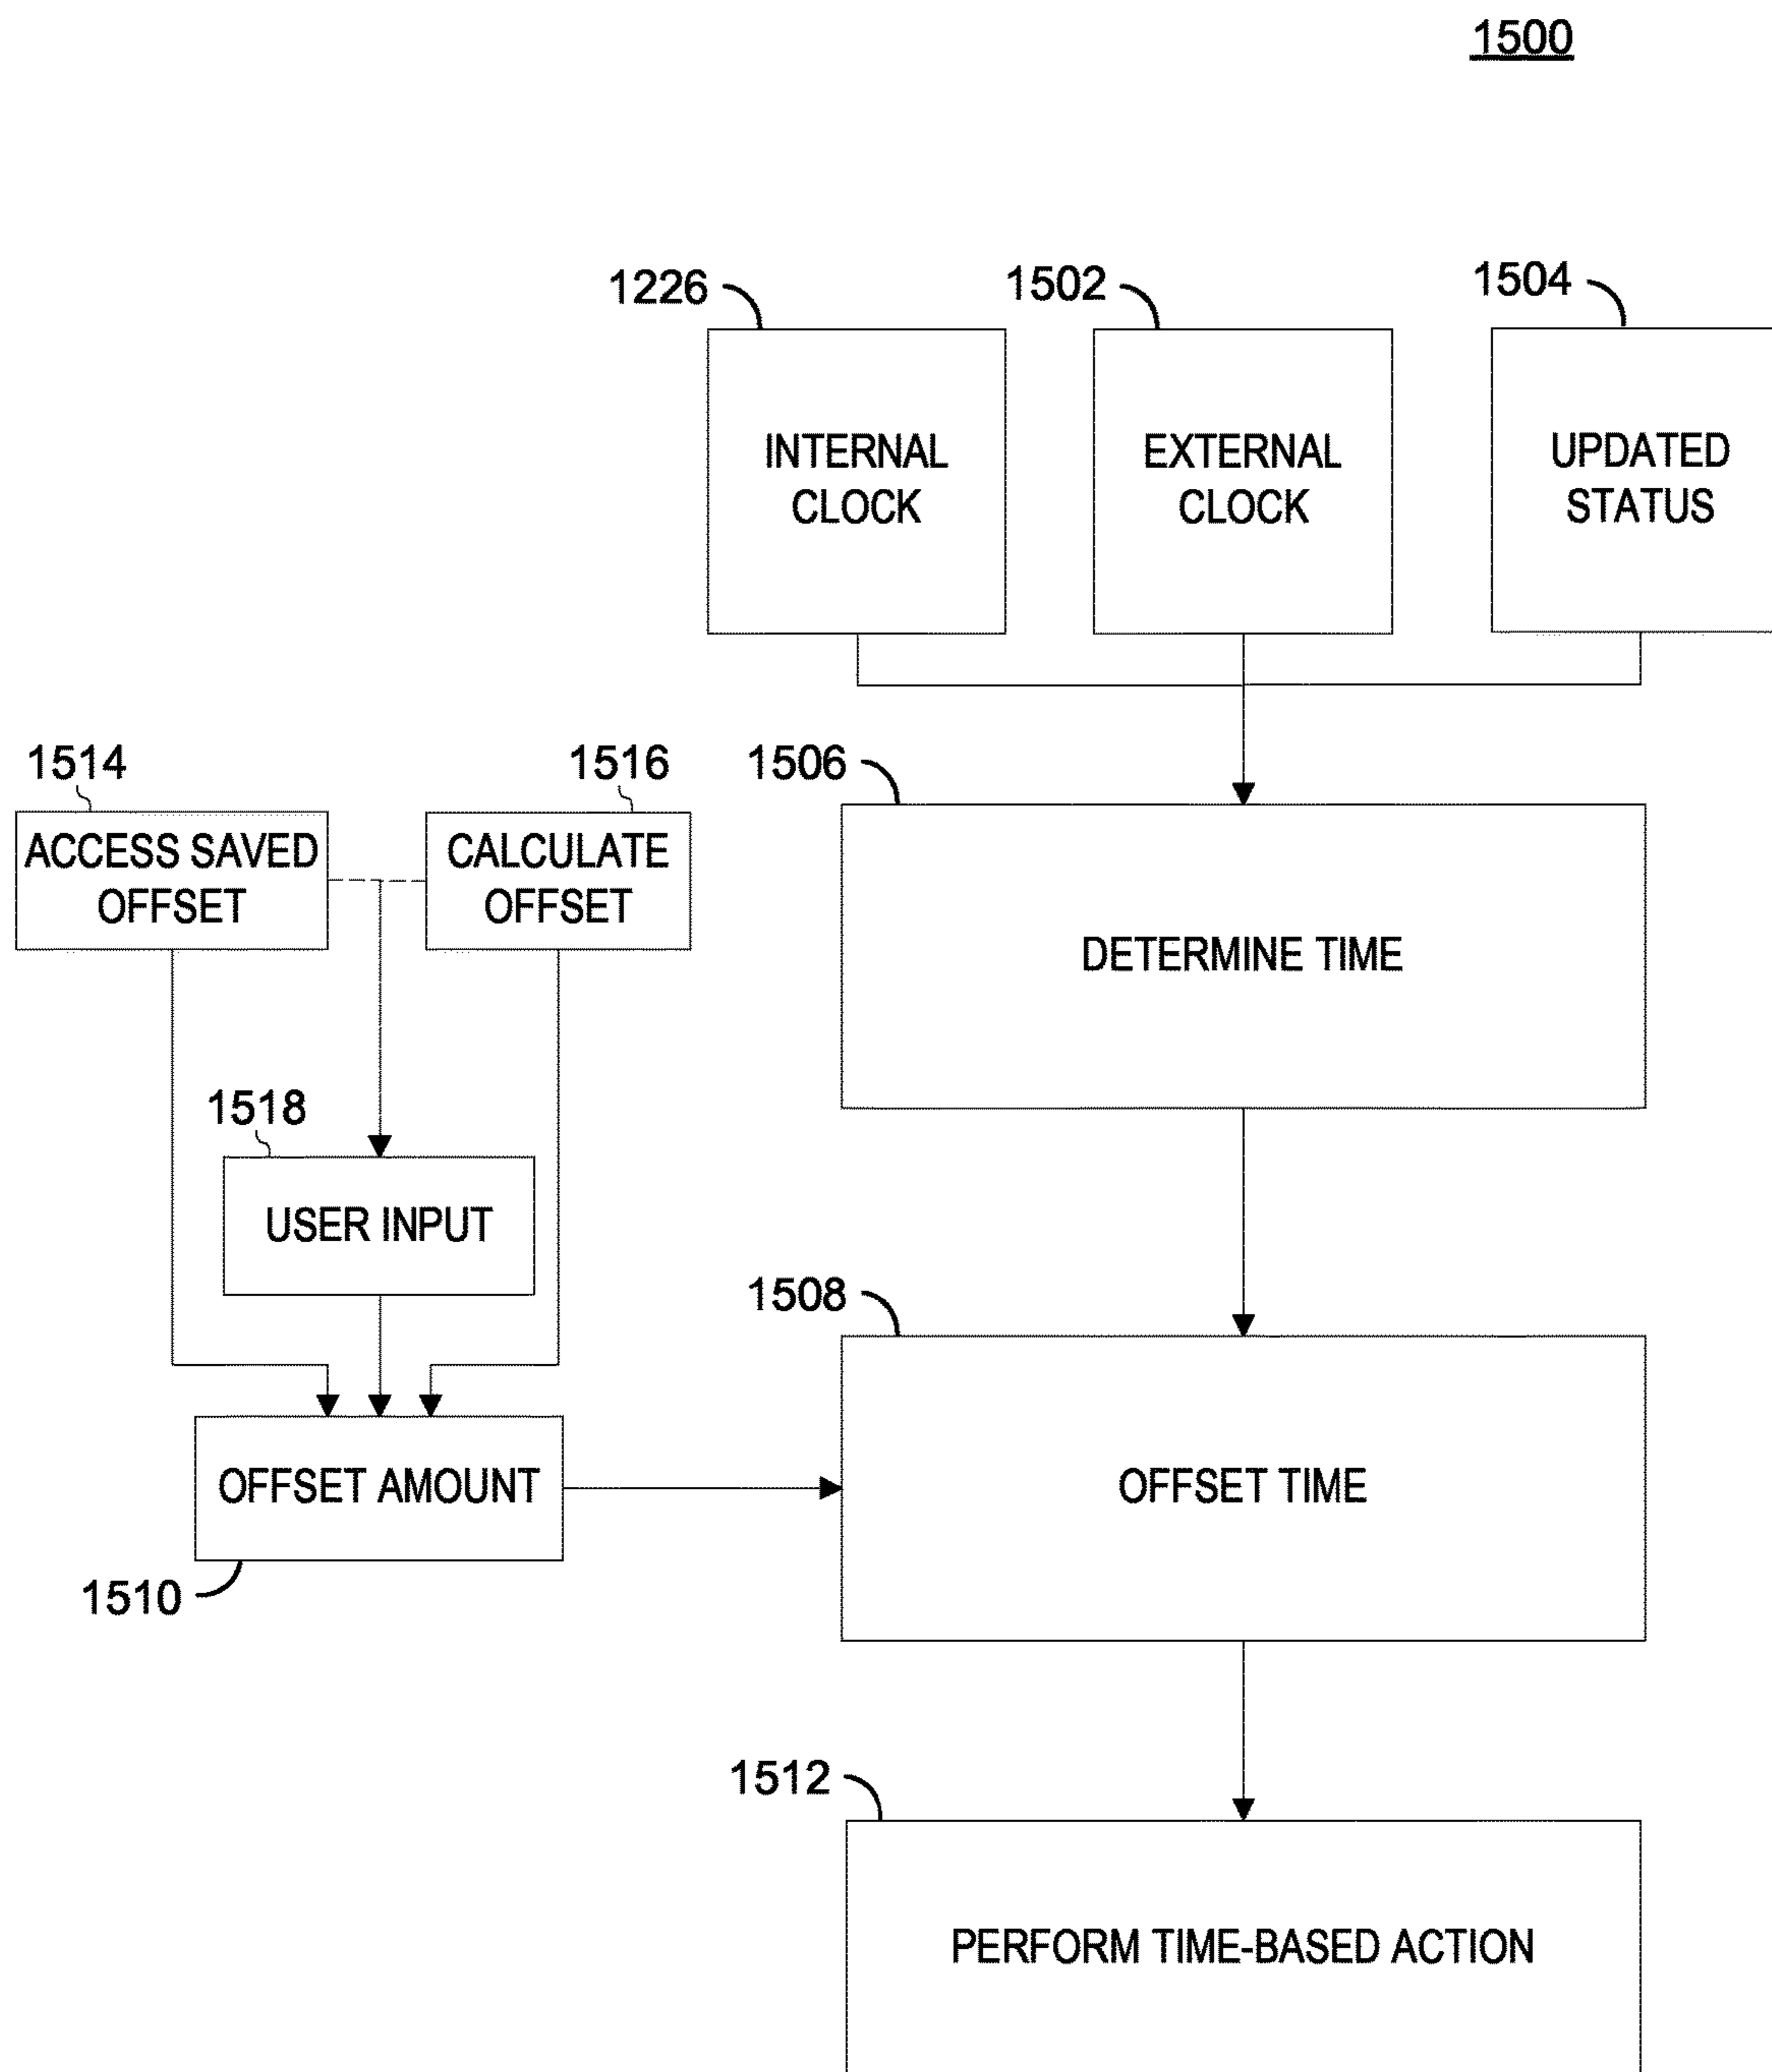 1500
1226
1502
1504
INTERNAL
CLOCK
EXTERNAL
CLOCK
UPDATED
STATUS
1514
1516
1506
ACCESS SAVED
OFFSET
CALCULATE
OFFSET
DETERMINE TIME
1518
USER INPUT
1508
OFFSET AMOUNT
OFFSET TIME
1510
1512
PERFORM TIME-BASED ACTION